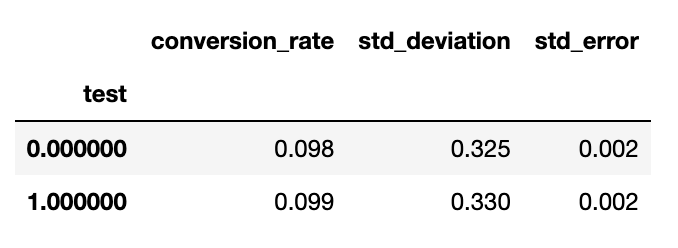 conversion_rate std_deviation std_error
test
0.000000 0.098 0.325 0.002
1.000000 0.099 0.330 0.002